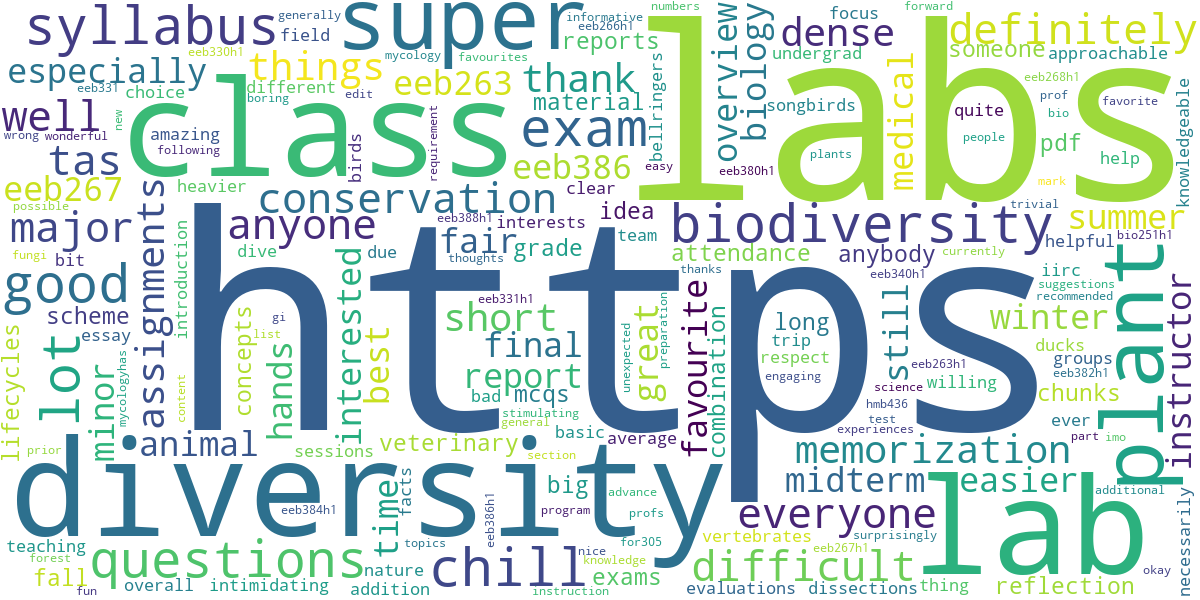 syllabus
generally
super
informative
eeb266h1
numbers
labs
overview
focus
forward
definitely
field
eeb330h1
mycology
favourites
reports
dense
someone
approachable
undergrad
especially
things
eeb331
choice
different
boring
edit
eeb263
thank
material
bellringers
biology
songbirds
medical
eeb268h1
quite
prof
favorite
bio
knowledgeable
well
new
class
amazing
wrong
wonderful
following
birds
requirement
exam
eeb386
easy
eeb380h1
plants
people
pdf
help
tas
eeb267
heavier
possible
conservation
clear
mark
trivial
major
anyone
eeb388h1
interests
idea
biodiversity
summer
bio251h1
fungi
bit
assignments
introduction
dive
due
fair
thoughts
grade
team
attendance
anybody
helpful
currently
good
https
thanks
eeb340h1
iirc
suggestions
recommended
plant
instructor
scheme
essay
gi
list
concepts
interested
eeb331h1
short
final
report
unexpected
great
preparation
favourite
combination
long
trip
respect
engaging
still
winter
ducks
groups
eeb263h1
eeb382h1
science
willing
chunks
lifecycles
lot
minor
mycologyhas
content
hands
best
bad
mcqs
stimulating
general
hmb436
test
experiences
ever
part
imo
prior
animal
sessions
veterinary
section
basic
average
memorization
diversity
time
facts
eeb384h1
eeb386h1
big
program
advance
profs
midterm
lab
easier
additional
everyone
surprisingly
teaching
forest
questions
topics
nature
chill
nice
knowledge
for305
vertebrates
eeb267h1
difficult
fall
fun
overall
intimidating
addition
instruction
exams
evaluations
dissections
thing
reflection
okay
necessarily